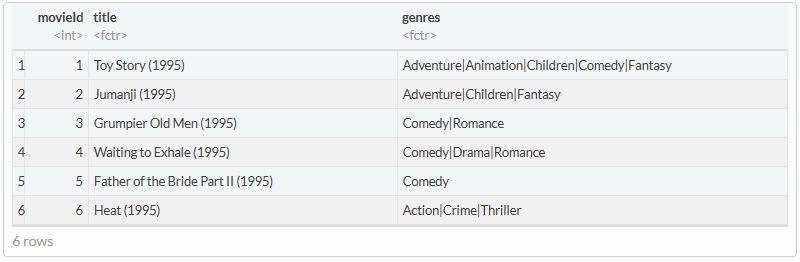 movieId title genres
<int> <fctr> <fctr>
1 1 Toy Story (1995) Adventure|Animation|Children|Comedy|Fantasy
2 2 Jumanji (1995) Adventure|Children|Fantasy
3 3 Grumpier Old Men (1995) Comedy|Romance
4 4 Waiting to Exhale (1995) Comedy|Drama|Romance
5 5 Father of the Bride Part II (1995) Comedy
6 6 Heat (1995) Action|Crime|Thriller
6 rows